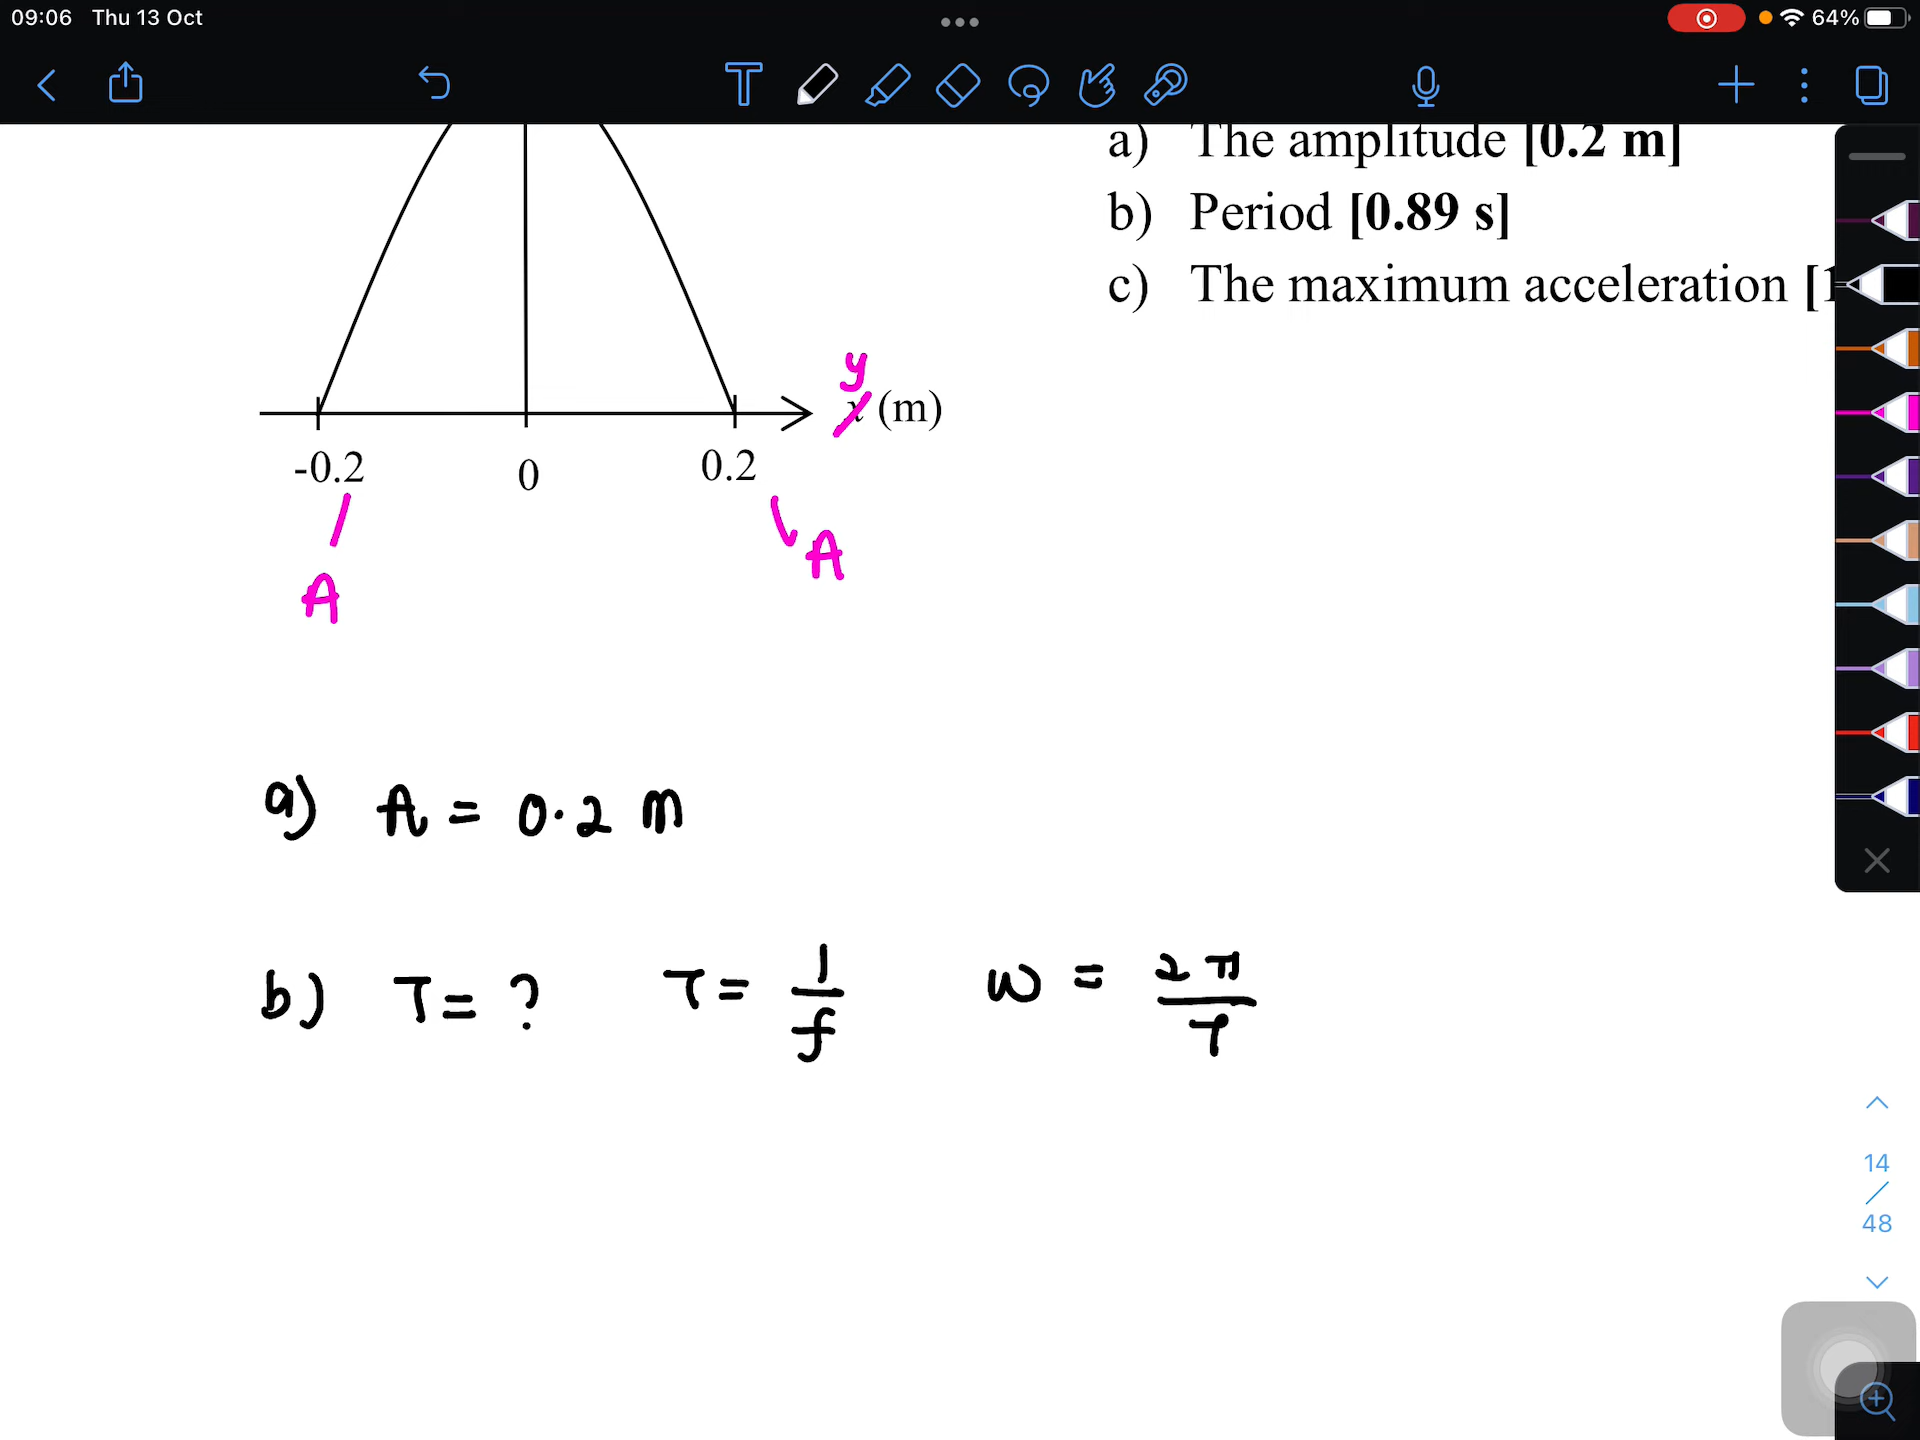 09:06 Thu 13 Oct
64%
a) The amplitude [0.2 m]
b) Period [0.89 s]
c) The maximum acceleration [1
y
x (m)
-0.2 0 0.2
A
A
a) A = 0.2 m
b) T = ? T = 1/f ω = 2π/T
14
/
48